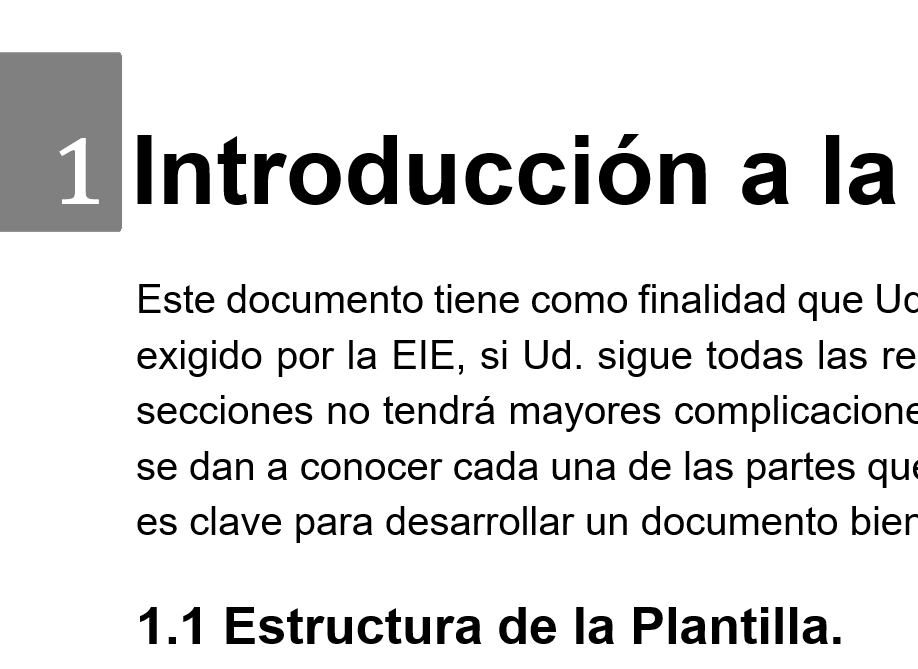 1 Introducción a la
Este documento tiene como finalidad que Ud
exigido por la EIE, si Ud. sigue todas las re
secciones no tendrá mayores complicacione
se dan a conocer cada una de las partes que
es clave para desarrollar un documento bien
1.1 Estructura de la Plantilla.